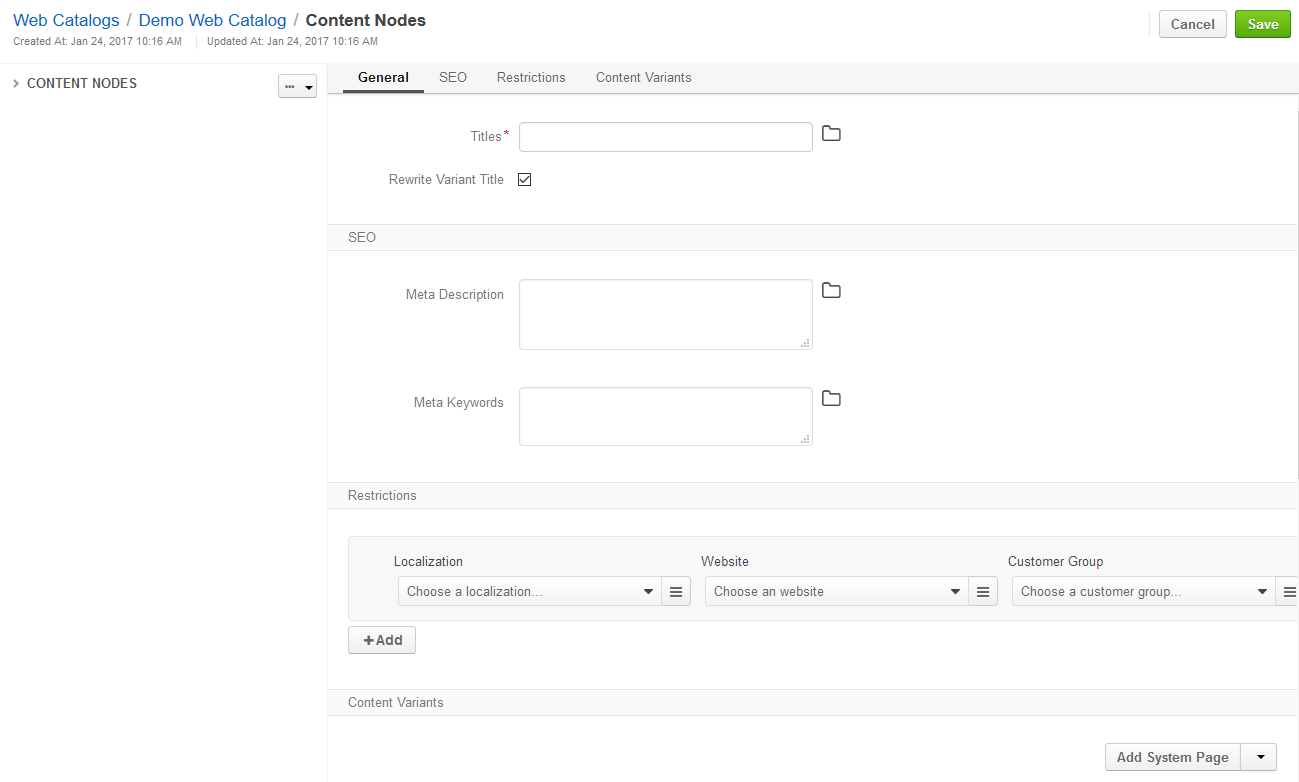 Web Catalogs / Demo Web Catalog / Content Nodes
Cancel
Save
Created At: Jan 24, 2017 10:16 AM
Updated At: Jan 24, 2017 10:16 AM
CONTENT NODES
General
SEO
Restrictions
Content Variants
Titles*
Rewrite Variant Title
SEO
Meta Description
Meta Keywords
Restrictions
Localization
Website
Customer Group
Choose a localization...
Choose an website
Choose a customer group...
+Add
Content Variants
Add System Page